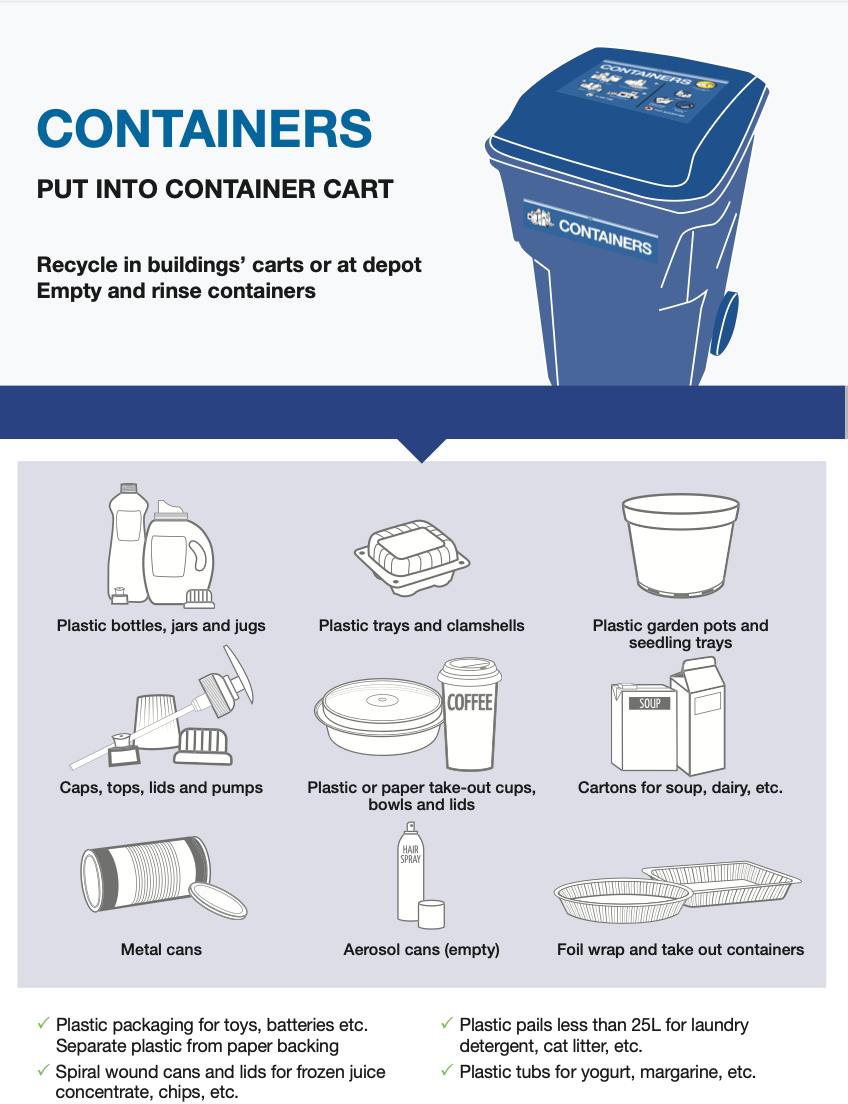 CONTAINERS
CONTAINERS
PUT INTO CONTAINER CART
CONTAINERS
Recycle in buildings’ carts or at depot
Empty and rinse containers
Plastic bottles, jars and jugs
Plastic trays and clamshells
Plastic garden pots and
seedling trays
COFFEE
SOUP
Caps, tops, lids and pumps
Plastic or paper take-out cups,
bowls and lids
Cartons for soup, dairy, etc.
HAIR
SPRAY
Metal cans
Aerosol cans (empty)
Foil wrap and take out containers
✓ Plastic packaging for toys, batteries etc.
Separate plastic from paper backing
✓ Spiral wound cans and lids for frozen juice
concentrate, chips, etc.
✓ Plastic pails less than 25L for laundry
detergent, cat litter, etc.
✓ Plastic tubs for yogurt, margarine, etc.